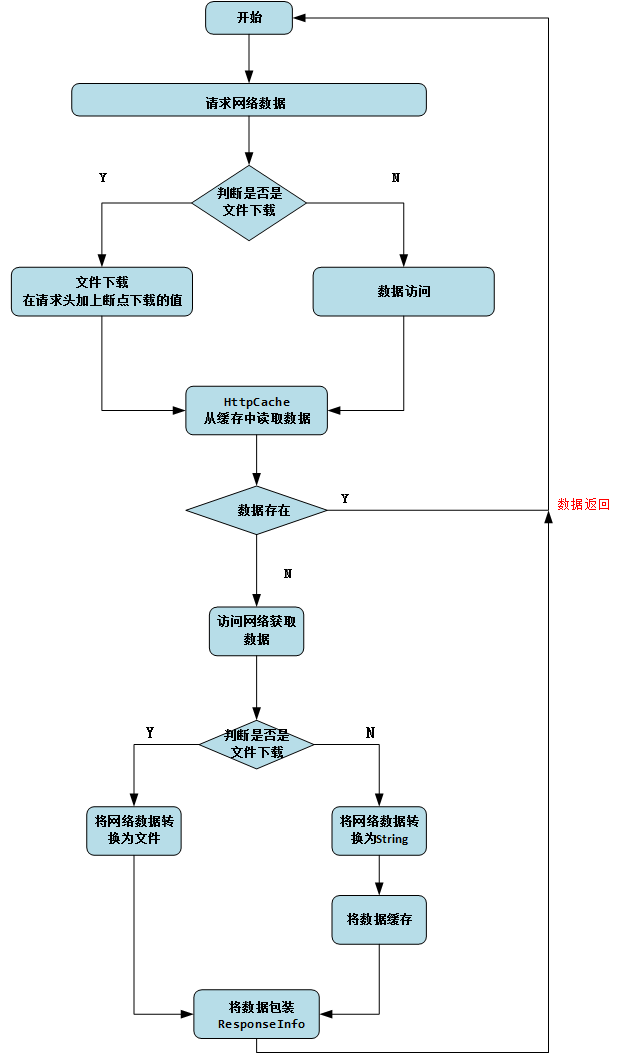 开始
请求网络数据
Y
N
判断是否是
文件下载
文件下载
在请求头加上断点下载的值
数据访问
HttpCache
从缓存中读取数据
数据存在
Y
数据返回
N
访问网络获取
数据
Y
N
判断是否是
文件下载
将网络数据转
换为文件
将网络数据转
换为String
将数据缓存
将数据包装
ResponseInfo